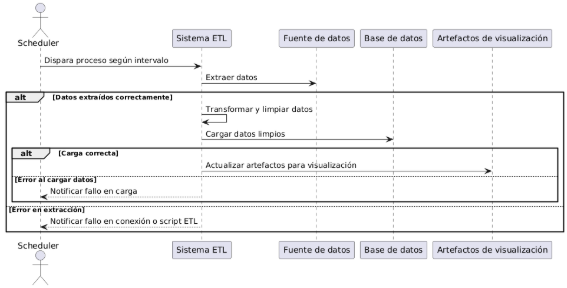 Scheduler
Sistema ETL
Fuente de datos
Base de datos
Artefactos de visualización
Dispara proceso según intervalo
Extraer datos
alt [Datos extraídos correctamente]
Transformar y limpiar datos
Cargar datos limpios
alt [Carga correcta]
Actualizar artefactos para visualización
[Error al cargar datos]
Notificar fallo en carga
[Error en extracción]
Notificar fallo en conexión o script ETL
Scheduler
Sistema ETL
Fuente de datos
Base de datos
Artefactos de visualización